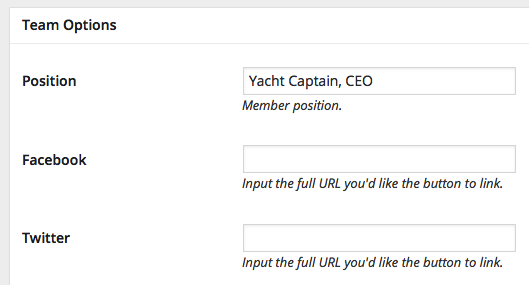 Team Options
Position
Yacht Captain, CEO
Member position.
Facebook
Input the full URL you'd like the button to link.
Twitter
Input the full URL you'd like the button to link.